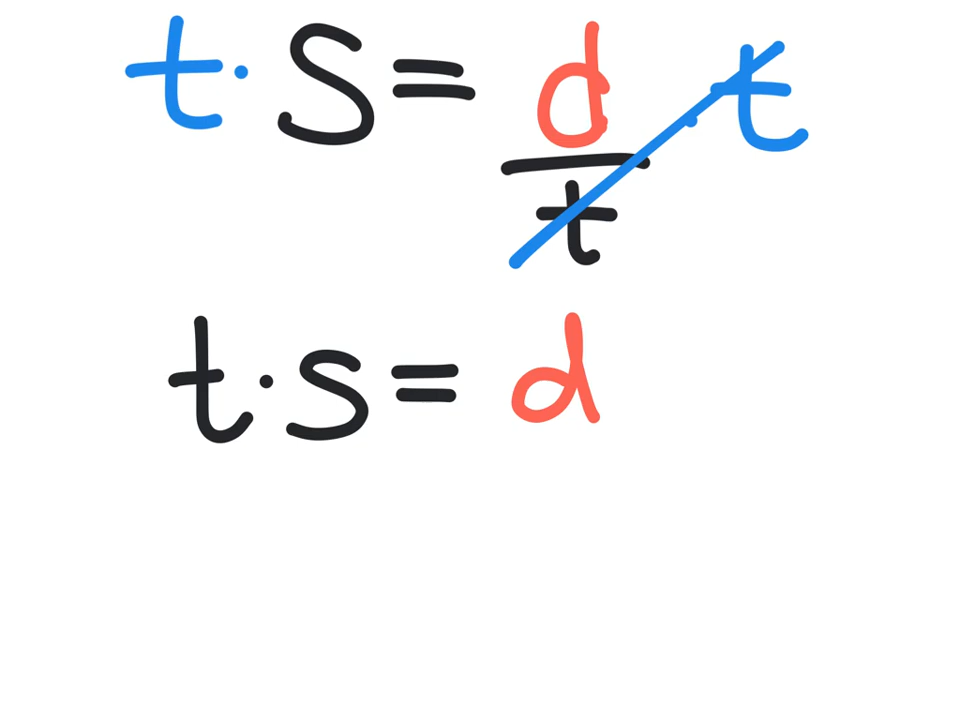 t · S = d/t · t
t · s = d